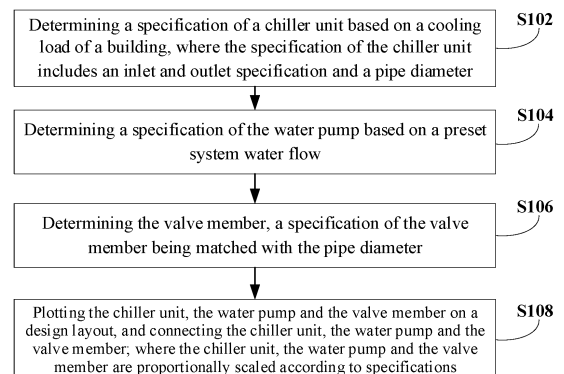 Determining a specification of a chiller unit based on a cooling
load of a building, where the specification of the chiller unit
includes an inlet and outlet specification and a pipe diameter
S102
Determining a specification of the water pump based on a preset
system water flow
S104
Determining the valve member, a specification of the valve
member being matched with the pipe diameter
S106
Plotting the chiller unit, the water pump and the valve member on a
design layout, and connecting the chiller unit, the water pump and the
valve member; where the chiller unit, the water pump and the valve
member are proportionally scaled according to specifications
S108